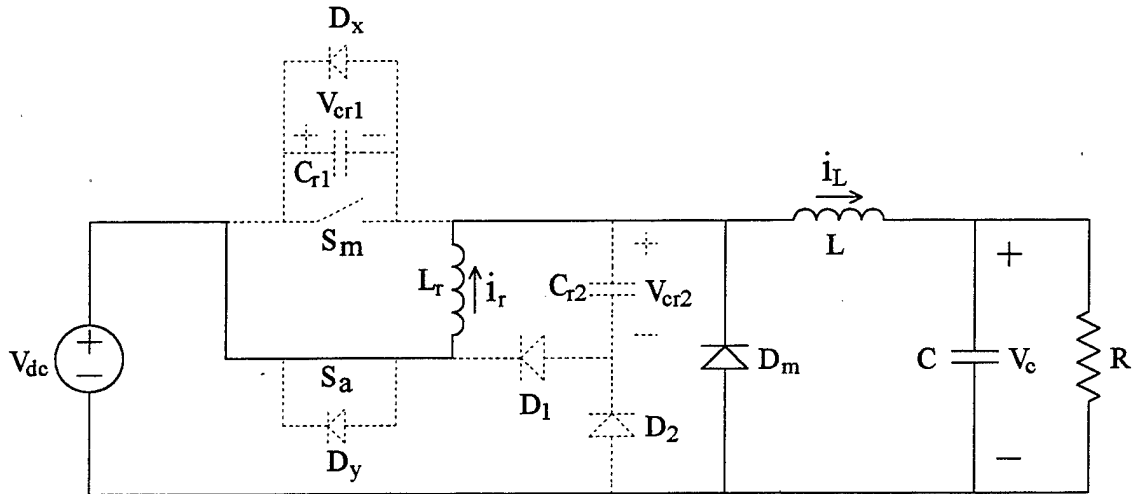 Dx
Vcr1
+ −
Cr1
Sm
iL
L
Lr
ir
Cr2
+
Vcr2
−
Vdc
+
−
Sa
Dy
D1
D2
Dm
C
+
Vc
−
R